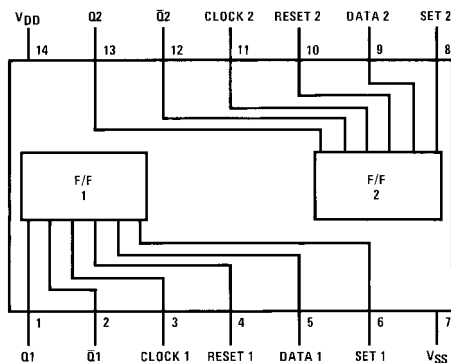 VDD Q2 Q̅2 CLOCK 2 RESET 2 DATA 2 SET 2
14 13 12 11 10 9 8
F/F
1
F/F
2
1 2 3 4 5 6 7
Q1 Q̅1 CLOCK 1 RESET 1 DATA 1 SET 1 VSS